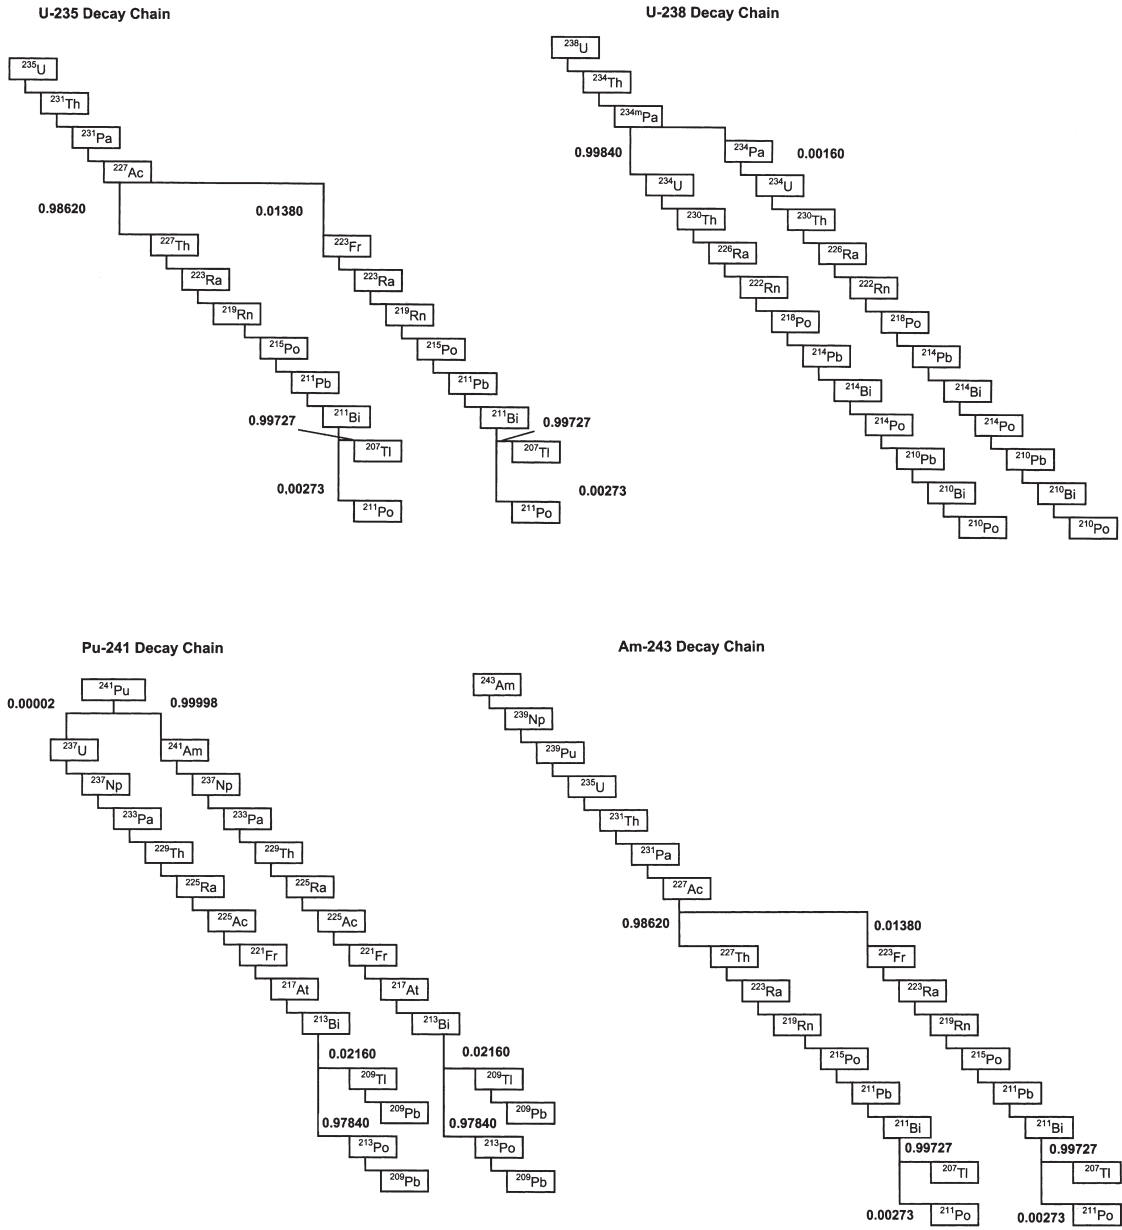 U-235 Decay Chain
²³⁵U
²³¹Th
²³¹Pa
²²⁷Ac
0.98620
0.01380
²²⁷Th
²²³Ra
²¹⁹Rn
²¹⁵Po
²¹¹Pb
²¹¹Bi
0.99727
²⁰⁷Tl
0.00273
²¹¹Po
²²³Fr
²²³Ra
²¹⁹Rn
²¹⁵Po
²¹¹Pb
²¹¹Bi
0.99727
²⁰⁷Tl
0.00273
²¹¹Po
U-238 Decay Chain
²³⁸U
²³⁴Th
²³⁴ᵐPa
0.99840
0.00160
²³⁴U
²³⁰Th
²²⁶Ra
²²²Rn
²¹⁸Po
²¹⁴Pb
²¹⁴Bi
²¹⁴Po
²¹⁰Pb
²¹⁰Bi
²¹⁰Po
²³⁴Pa
²³⁴U
²³⁰Th
²²⁶Ra
²²²Rn
²¹⁸Po
²¹⁴Pb
²¹⁴Bi
²¹⁴Po
²¹⁰Pb
²¹⁰Bi
²¹⁰Po
Pu-241 Decay Chain
²⁴¹Pu
0.00002
0.99998
²³⁷U
²³⁷Np
²³³Pa
²²⁹Th
²²⁵Ra
²²⁵Ac
²²¹Fr
²¹⁷At
²¹³Bi
0.02160
²⁰⁹Tl
²⁰⁹Pb
0.97840
²¹³Po
²⁰⁹Pb
²⁴¹Am
²³⁷Np
²³³Pa
²²⁹Th
²²⁵Ra
²²⁵Ac
²²¹Fr
²¹⁷At
²¹³Bi
0.02160
²⁰⁹Tl
²⁰⁹Pb
0.97840
²¹³Po
²⁰⁹Pb
Am-243 Decay Chain
²⁴³Am
²³⁹Np
²³⁹Pu
²³⁵U
²³¹Th
²³¹Pa
²²⁷Ac
0.98620
0.01380
²²⁷Th
²²³Ra
²¹⁹Rn
²¹⁵Po
²¹¹Pb
²¹¹Bi
0.99727
²⁰⁷Tl
0.00273
²¹¹Po
²²³Fr
²²³Ra
²¹⁹Rn
²¹⁵Po
²¹¹Pb
²¹¹Bi
0.99727
²⁰⁷Tl
0.00273
²¹¹Po